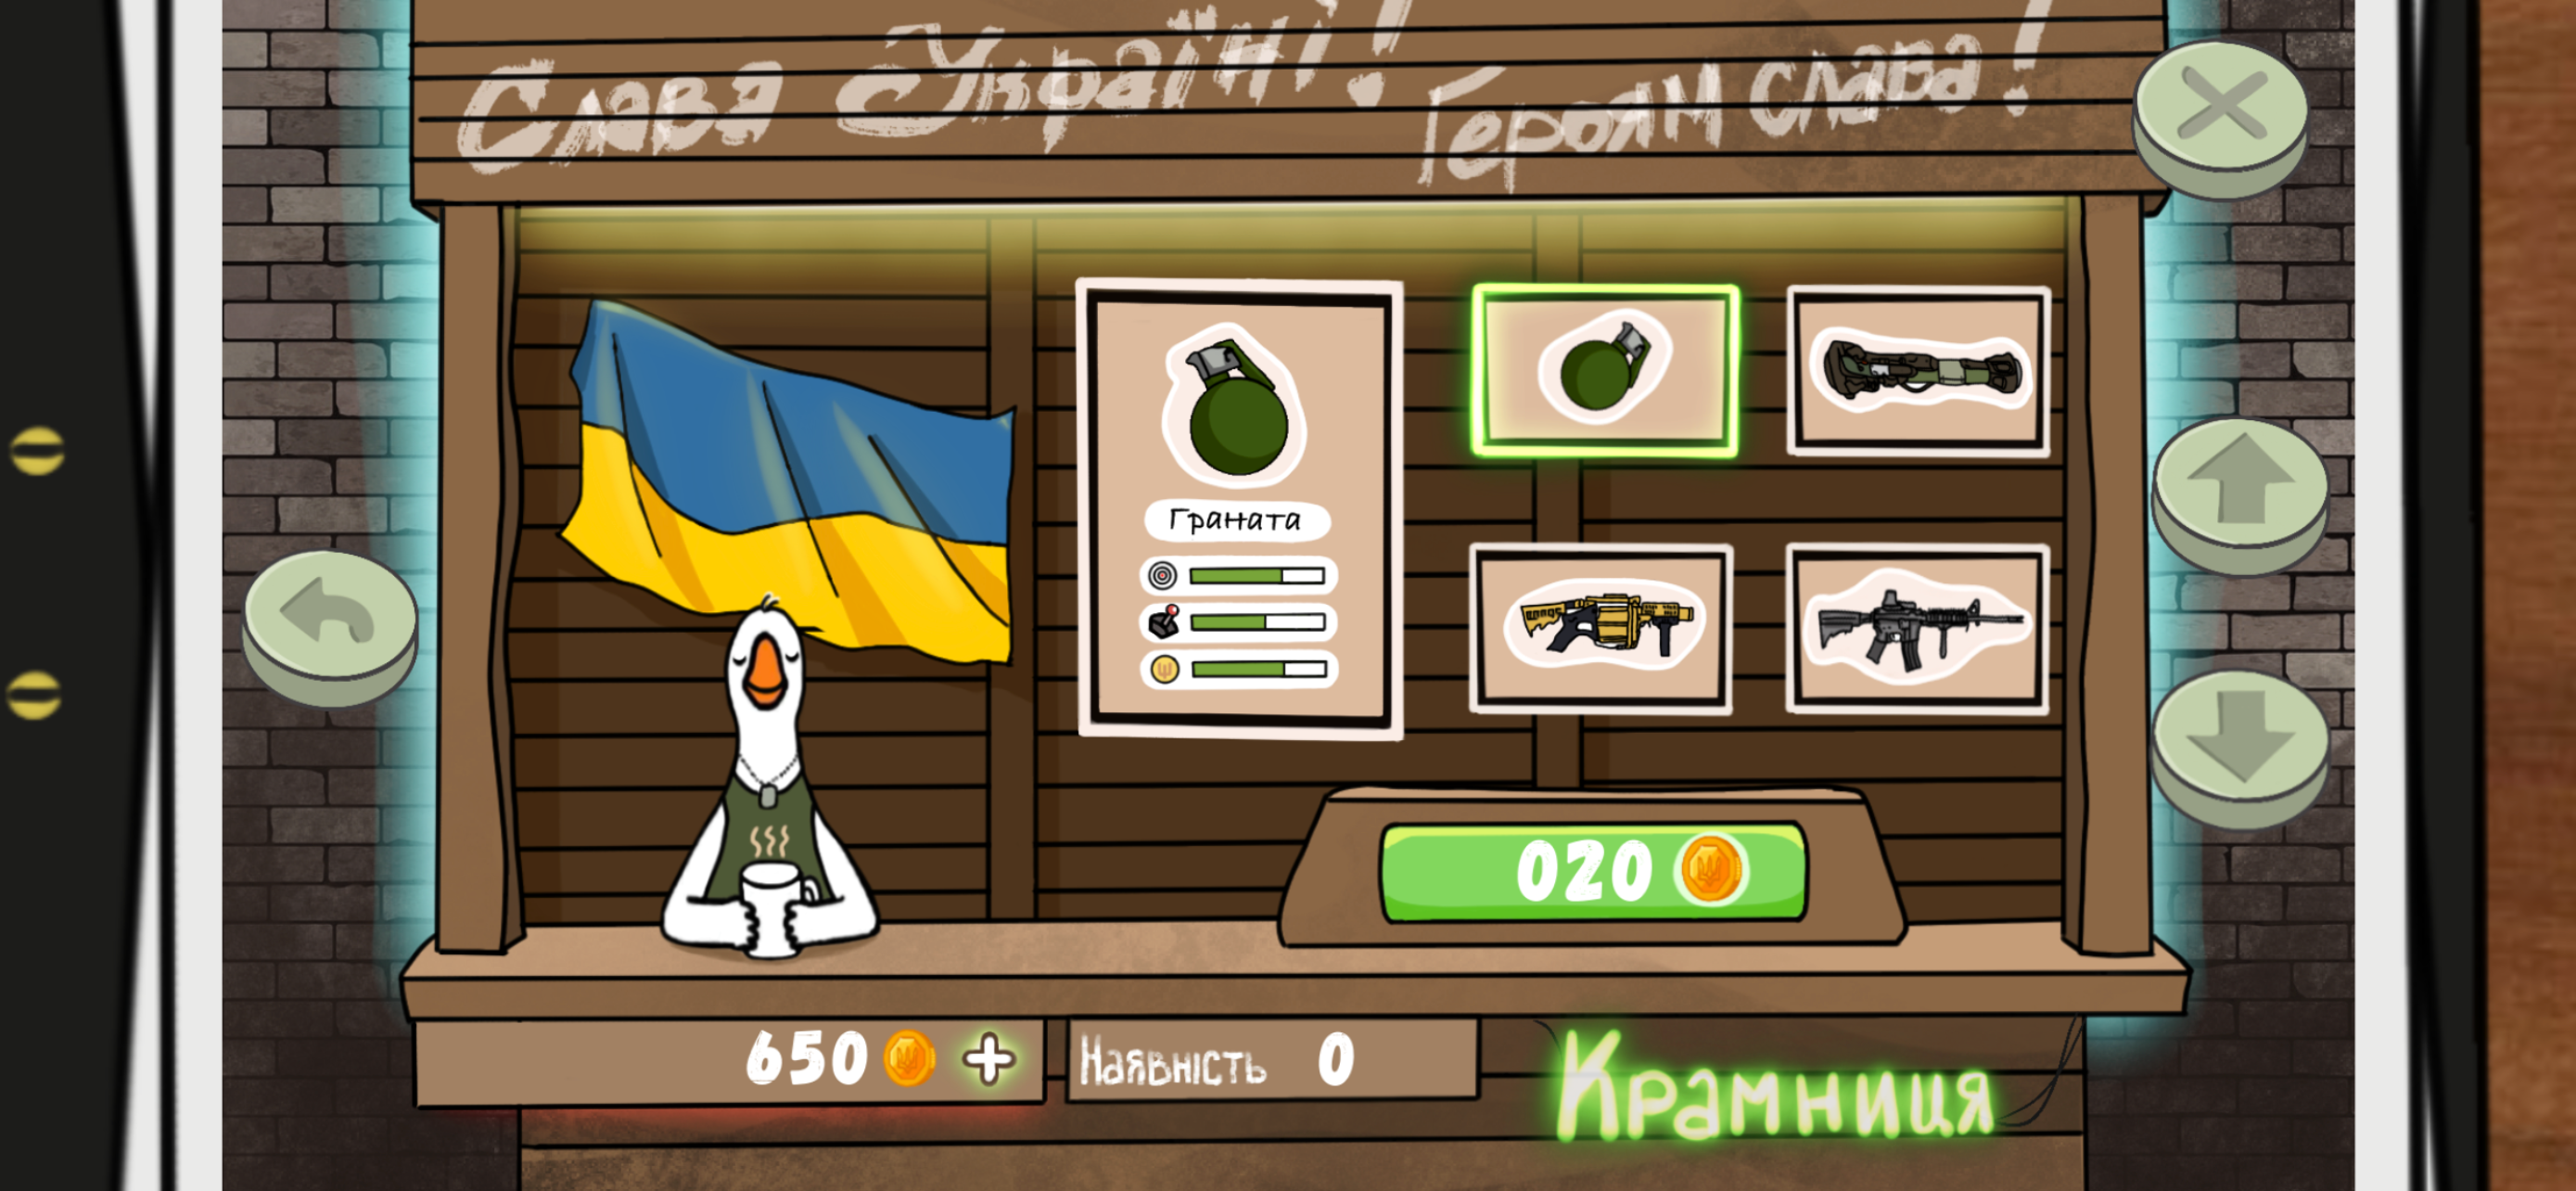 Слава Україні!
Героям слава!
Граната
020
650 +
Наявність 0
Крамниця